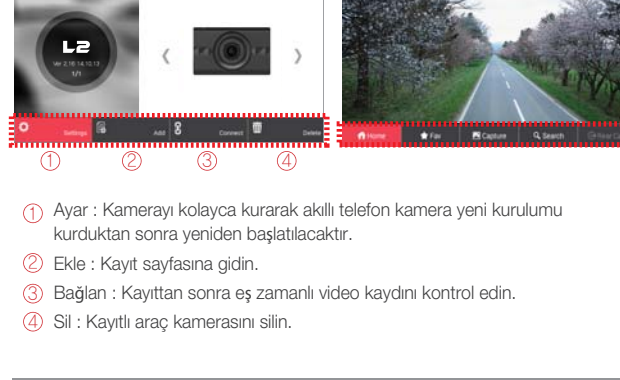 L2
Ver 2.18.14.10.13
1/1
Settings Add Connect Delete
Home Fav Capture Search
① ② ③ ④
① Ayar : Kamerayı kolayca kurarak akıllı telefon kamera yeni kurulumu
kurduktan sonra yeniden başlatılacaktır.
② Ekle : Kayıt sayfasına gidin.
③ Bağlan : Kayıttan sonra eş zamanlı video kaydını kontrol edin.
④ Sil : Kayıtlı araç kamerasını silin.